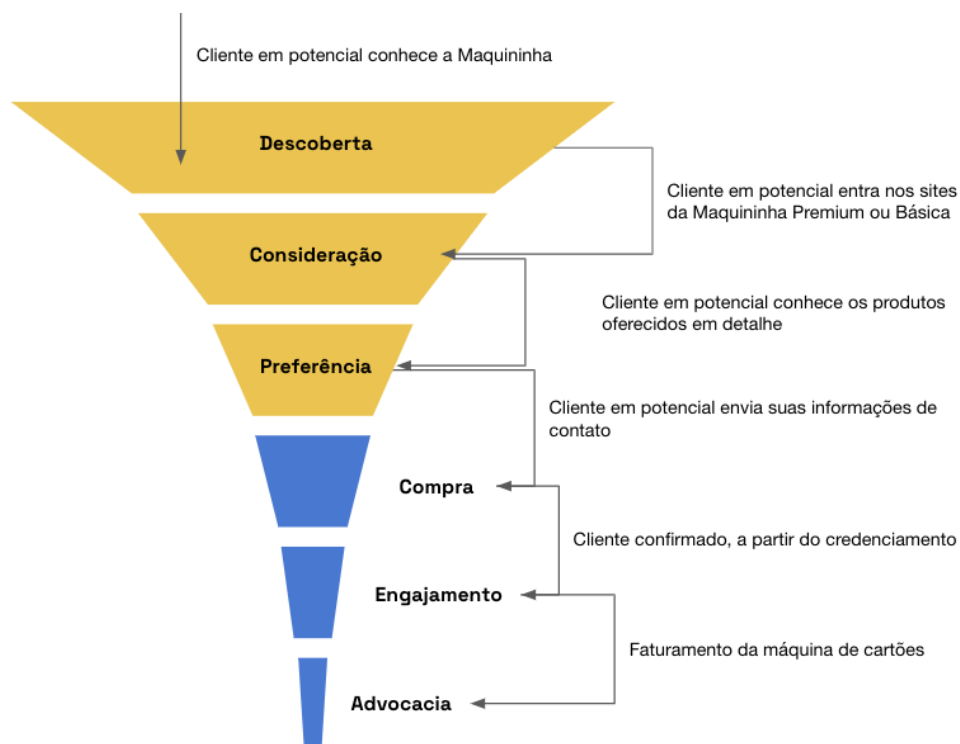 Cliente em potencial conhece a Maquininha
Descoberta
Cliente em potencial entra nos sites
da Maquininha Premium ou Básica
Consideração
Cliente em potencial conhece os produtos
oferecidos em detalhe
Preferência
Cliente em potencial envia suas informações de
contato
Compra
Cliente confirmado, a partir do credenciamento
Engajamento
Faturamento da máquina de cartões
Advocacia